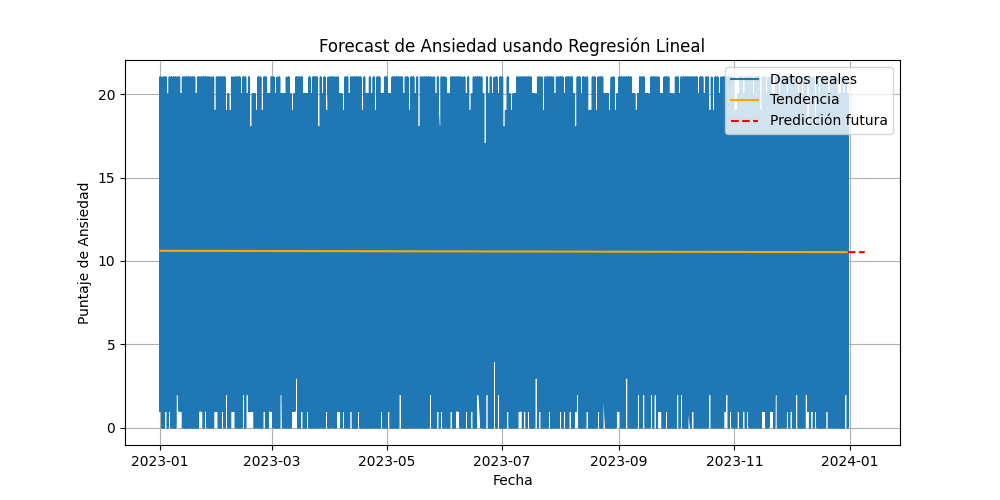 Forecast de Ansiedad usando Regresión Lineal
Datos reales
Tendencia
Predicción futura
Puntaje de Ansiedad
20
15
10
5
0
2023-01
2023-03
2023-05
2023-07
2023-09
2023-11
2024-01
Fecha